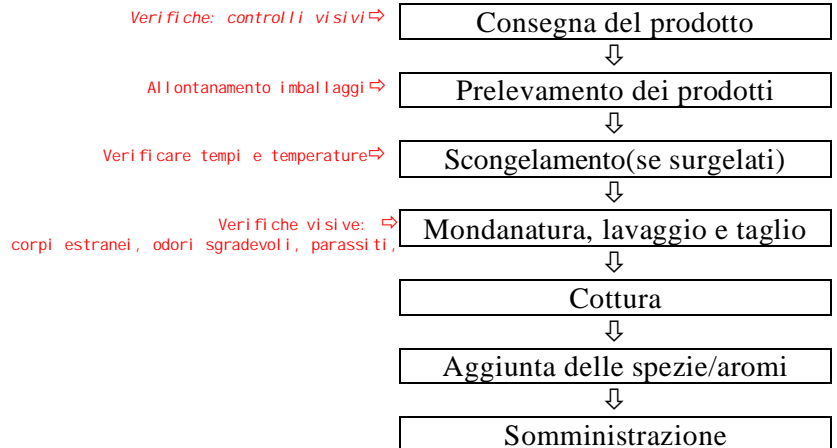 Verifiche: controlli visivi⇨
Consegna del prodotto
Allontanamento imballaggi⇨
Prelevamento dei prodotti
Verificare tempi e temperature⇨
Scongelamento(se surgelati)
Verifiche visive: ⇨
corpi estranei, odori sgradevoli, parassiti,
Mondanatura, lavaggio e taglio
Cottura
Aggiunta delle spezie/aromi
Somministrazione